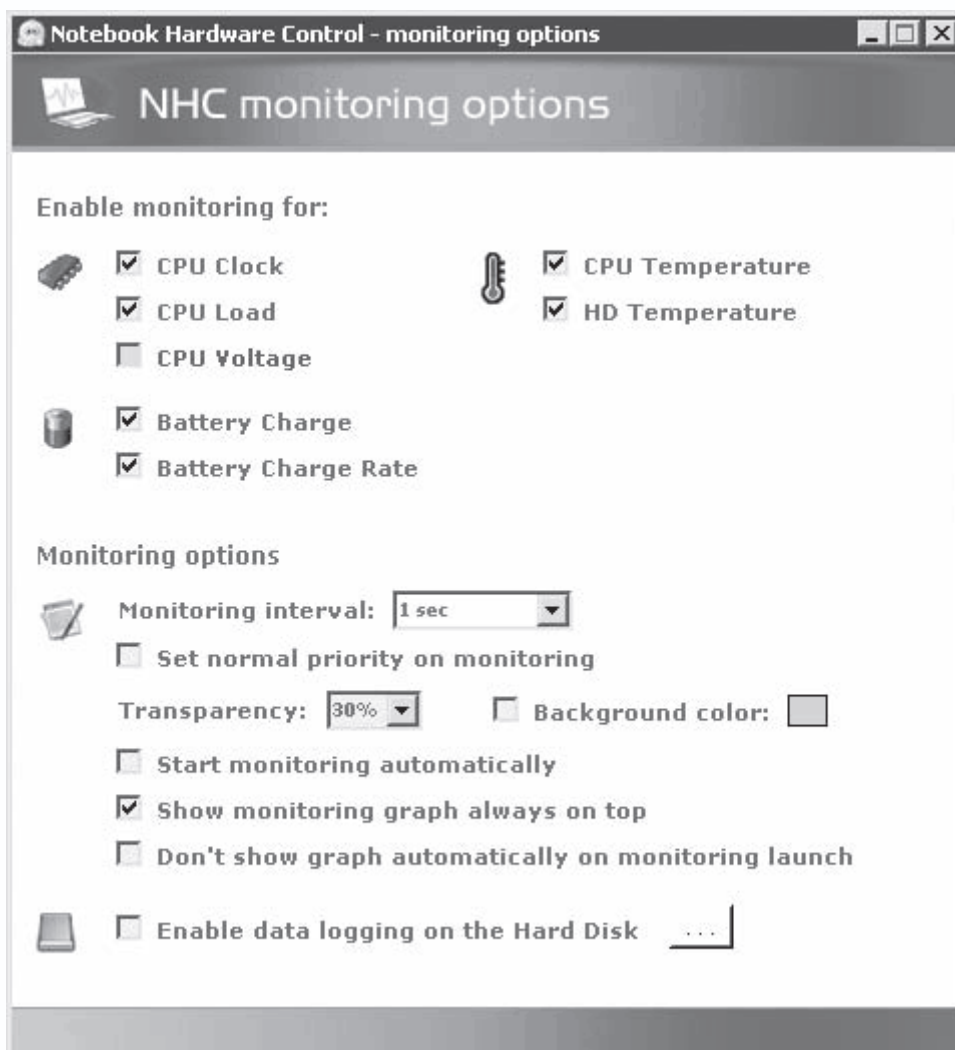 Notebook Hardware Control - monitoring options
NHC monitoring options
Enable monitoring for:
CPU Clock
CPU Load
CPU Voltage
CPU Temperature
HD Temperature
Battery Charge
Battery Charge Rate
Monitoring options
Monitoring interval: 1 sec
Set normal priority on monitoring
Transparency: 30% Background color:
Start monitoring automatically
Show monitoring graph always on top
Don't show graph automatically on monitoring launch
Enable data logging on the Hard Disk ...